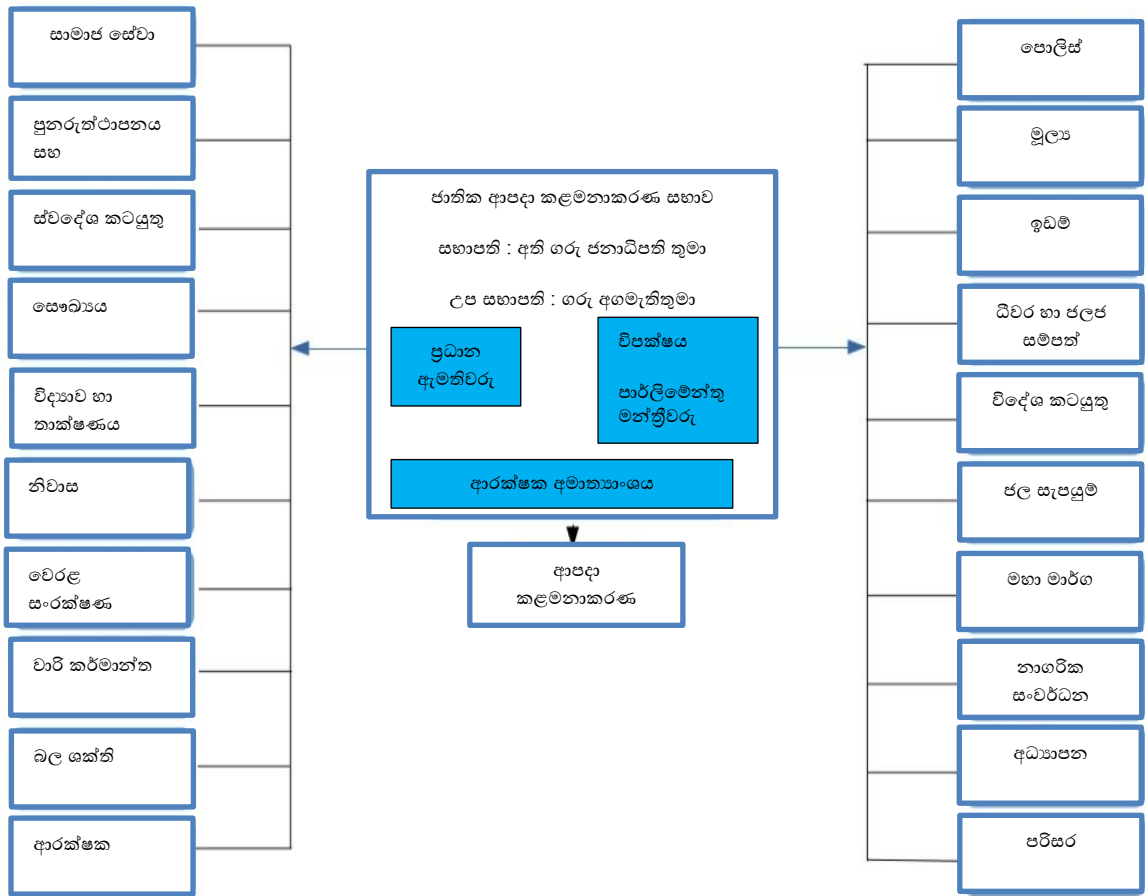 සාමාජ සේවා
පුනරුත්ථාපනය
සහ
ස්වදේශ කටයුතු
සෞඛ්‍යය
විද්‍යාව හා
තාක්ෂණය
නිවාස
වෙරළ
සංරක්ෂණ
වාරි කර්මාන්ත
බල ශක්ති
ආරක්ෂක
ජාතික ආපදා කළමනාකරණ සභාව
සභාපති : අති ගරු ජනාධිපති තුමා
උප සභාපති : ගරු අගමැතිතුමා
ප්‍රධාන
ඇමතිවරු
විපක්ෂය
පාර්ලිමේන්තු
මන්ත්‍රීවරු
ආරක්ෂක අමාත්‍යාංශය
ආපදා
කළමනාකරණ
පොලිස්
මූල්‍ය
ඉඩම්
ධීවර හා ජලජ
සම්පත්
විදේශ කටයුතු
ජල සැපයුම්
මහා මාර්ග
නාගරික
සංවර්ධන
අධ්‍යාපන
පරිසර